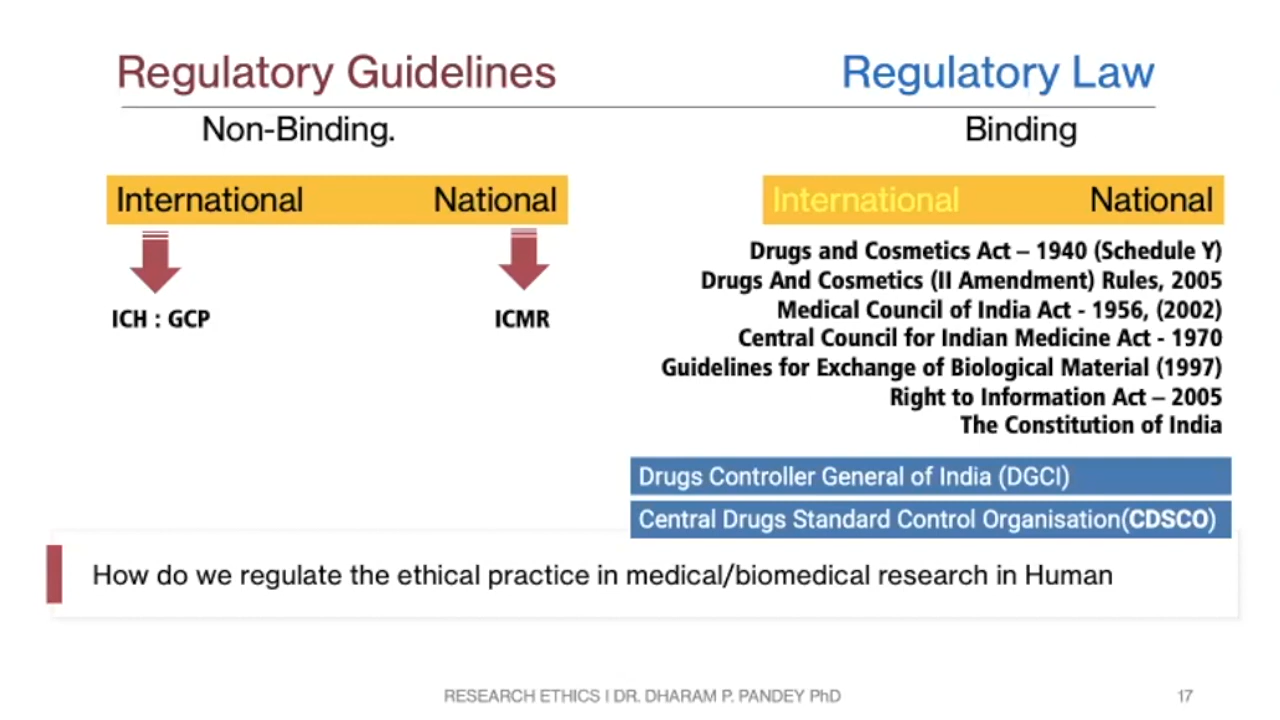 Regulatory Guidelines
Regulatory Law
Non-Binding.
Binding
International National
International National
ICH : GCP
ICMR
Drugs and Cosmetics Act – 1940 (Schedule Y)
Drugs And Cosmetics (II Amendment) Rules, 2005
Medical Council of India Act - 1956, (2002)
Central Council for Indian Medicine Act - 1970
Guidelines for Exchange of Biological Material (1997)
Right to Information Act – 2005
The Constitution of India
Drugs Controller General of India (DGCI)
Central Drugs Standard Control Organisation(CDSCO)
How do we regulate the ethical practice in medical/biomedical research in Human
RESEARCH ETHICS I DR. DHARAM P. PANDEY PhD
17